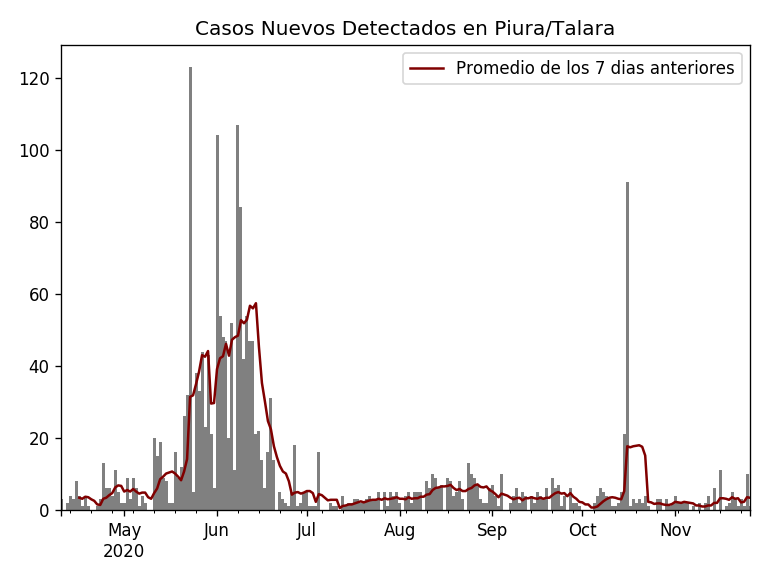 Casos Nuevos Detectados en Piura/Talara
Promedio de los 7 dias anteriores
120
100
80
60
40
20
0
May Jun Jul Aug Sep Oct Nov
2020